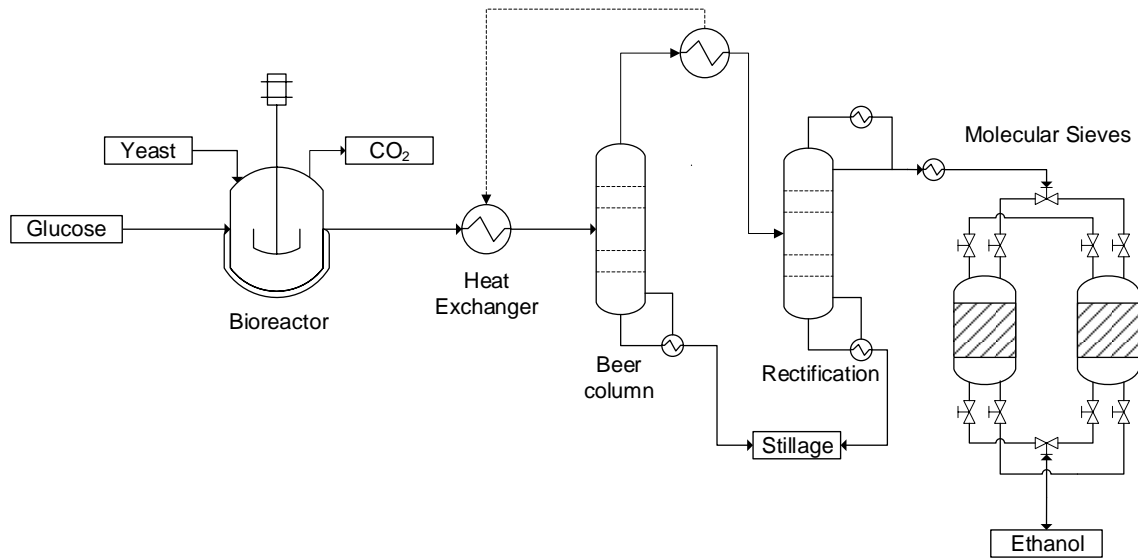 Molecular Sieves
Yeast
CO₂
Glucose
Heat
Exchanger
Bioreactor
Beer
column
Rectification
Stillage
Ethanol